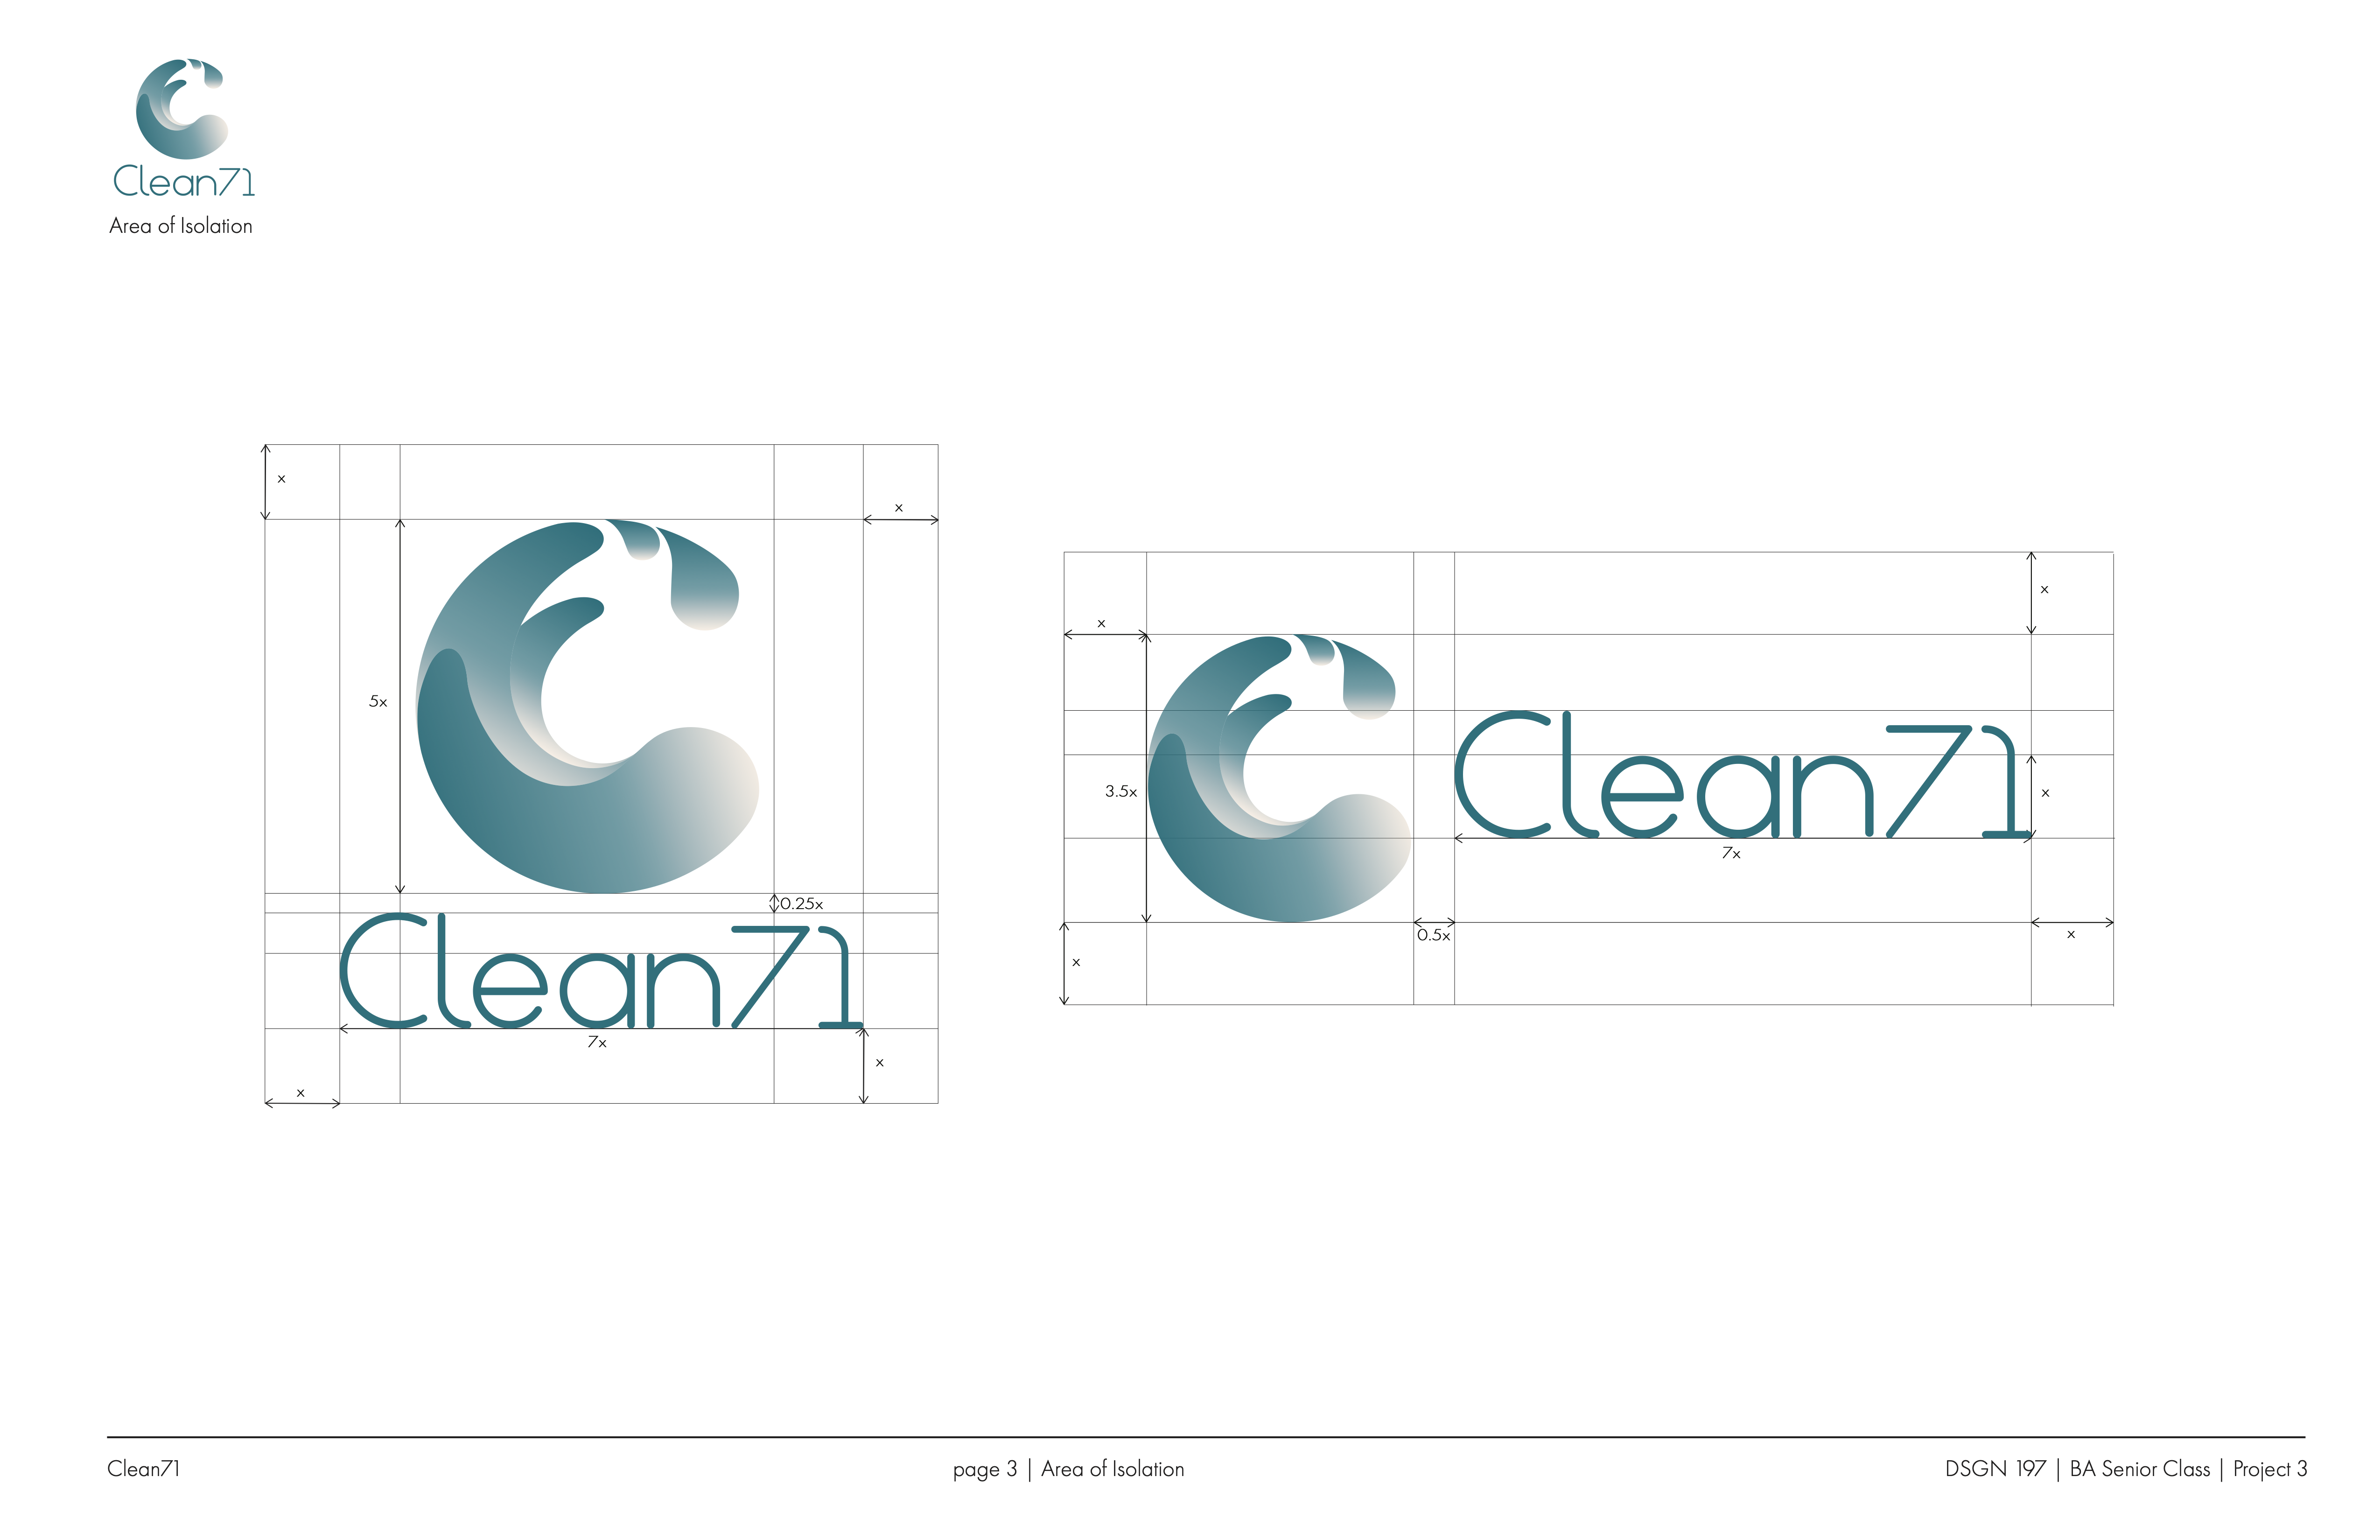 Clean71
Area of Isolation
x
x
5x
0.25x
Clean71
7x
x
x
x
x
3.5x
Clean71
x
7x
0.5x
x
x
Clean71
page 3 | Area of Isolation
DSGN 197 | BA Senior Class | Project 3